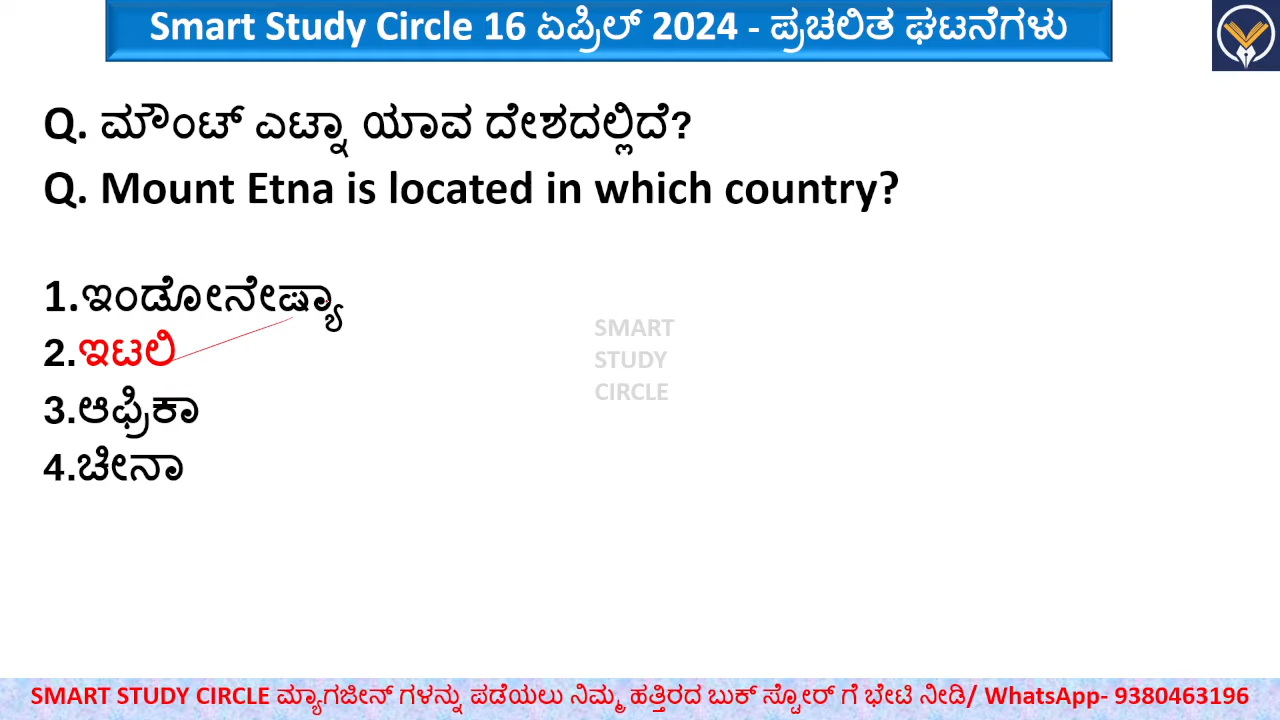 Smart Study Circle 16 ಏಪ್ರಿಲ್ 2024 - ಪ್ರಚಲಿತ ಘಟನೆಗಳು
Q. ಮೌಂಟ್ ಎಟ್ನಾ ಯಾವ ದೇಶದಲ್ಲಿದೆ?
Q. Mount Etna is located in which country?
1.ಇಂಡೋನೇಷ್ಯಾ
2.ಇಟಲಿ
3.ಆಫ್ರಿಕಾ
4.ಚೀನಾ
SMART
STUDY
CIRCLE
SMART STUDY CIRCLE ಮ್ಯಾಗಜೀನ್ ಗಳನ್ನು ಪಡೆಯಲು ನಿಮ್ಮ ಹತ್ತಿರದ ಬುಕ್ ಸ್ಟೋರ್ ಗೆ ಭೇಟಿ ನೀಡಿ/ WhatsApp- 9380463196